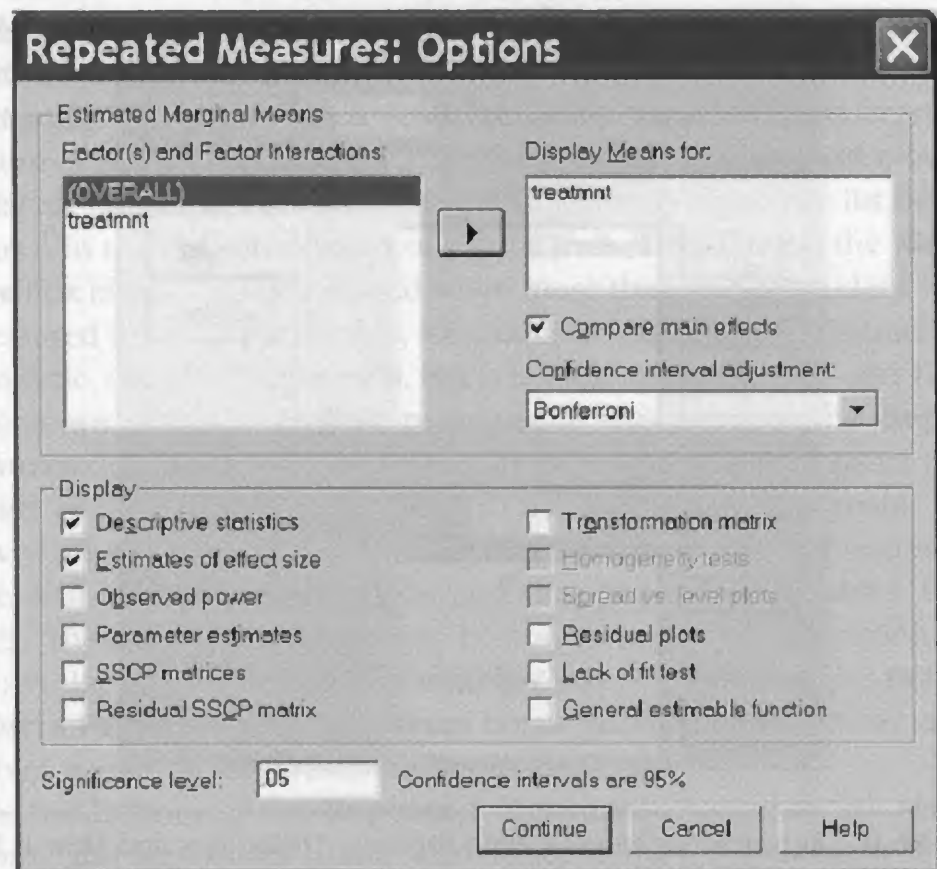 Repeated Measures: Options
Estimated Marginal Means
Factor(s) and Factor Interactions:
(OVERALL)
treatmnt
Display Means for:
treatmnt
Compare main effects
Confidence interval adjustment:
Bonferroni
Display
Descriptive statistics
Estimates of effect size
Observed power
Parameter estimates
SSCP matrices
Residual SSCP matrix
Transformation matrix
Homogeneity tests
Spread vs. level plots
Residual plots
Lack of fit test
General estimable function
Significance level: .05 Confidence intervals are 95%
Continue Cancel Help